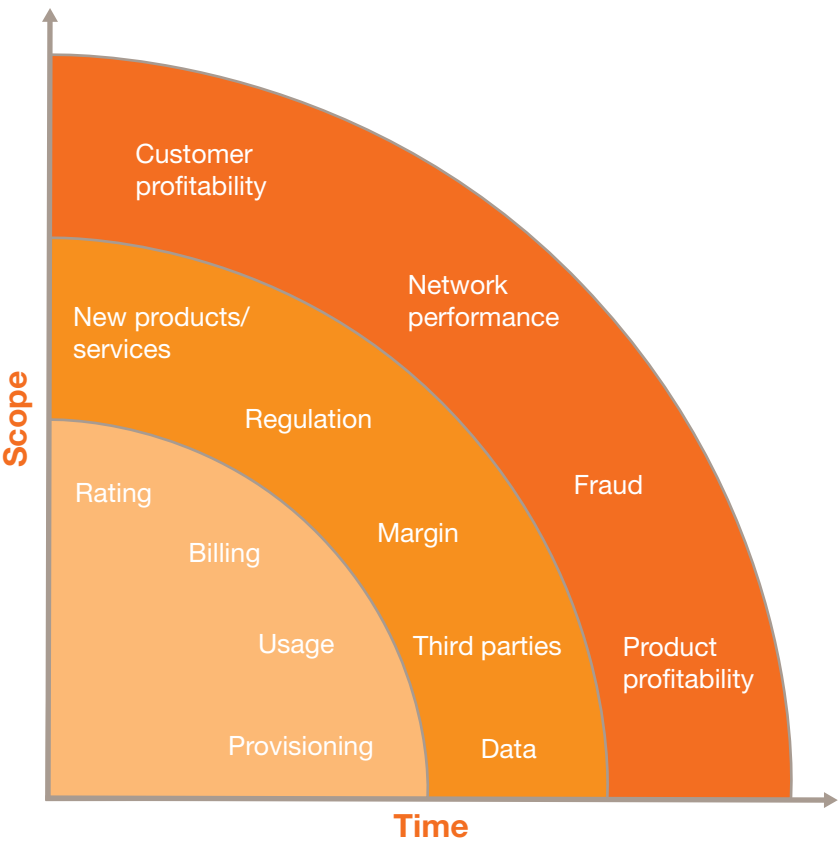 Customer
profitability
Network
performance
New products/
services
Regulation
Scope
Rating
Fraud
Margin
Billing
Usage
Third parties
Product
profitability
Provisioning
Data
Time